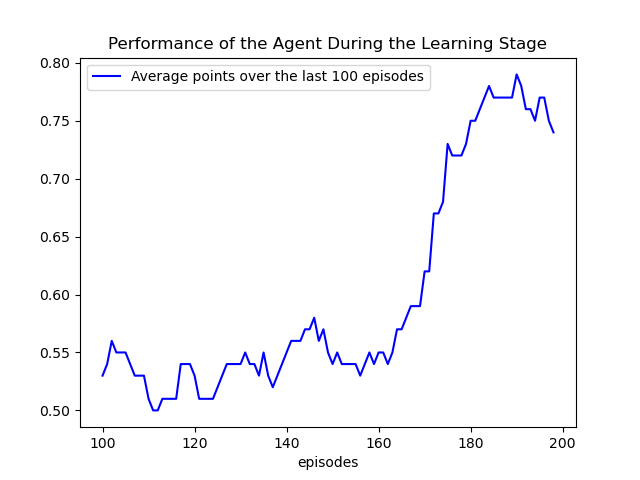 Performance of the Agent During the Learning Stage
Average points over the last 100 episodes
0.80
0.75
0.70
0.65
0.60
0.55
0.50
100 120 140 160 180 200
episodes